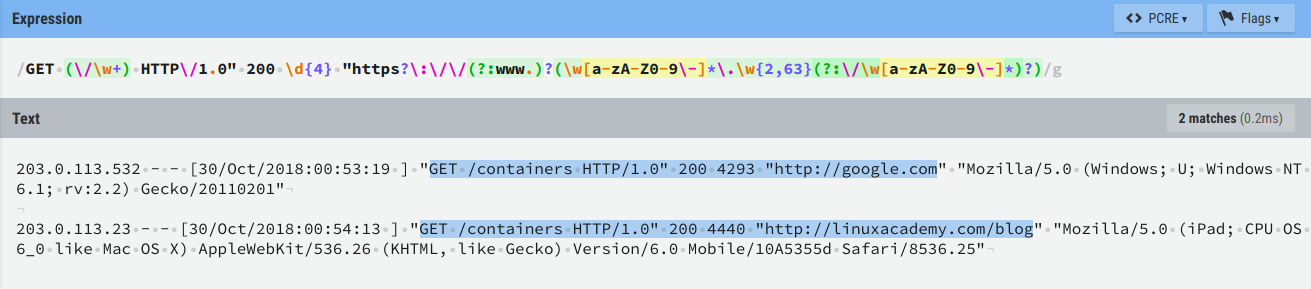 Expression
<> PCRE ▾
Flags ▾
/GET (\/\w+) HTTP\/1.0" 200 \d{4} "https?\:\/\/(?:www.)?(\w[a-zA-Z0-9\-]*\.\w{2,63}(?:\/\w[a-zA-Z0-9\-]*)?)/g
Text
2 matches (0.2ms)
203.0.113.532 - - [30/Oct/2018:00:53:19 ] "GET /containers HTTP/1.0" 200 4293 "http://google.com" "Mozilla/5.0 (Windows; U; Windows NT
6.1; rv:2.2) Gecko/20110201"¬
¬
203.0.113.23 - - [30/Oct/2018:00:54:13 ] "GET /containers HTTP/1.0" 200 4440 "http://linuxacademy.com/blog" "Mozilla/5.0 (iPad; CPU OS
6_0 like Mac OS X) AppleWebKit/536.26 (KHTML, like Gecko) Version/6.0 Mobile/10A5355d Safari/8536.25"¬